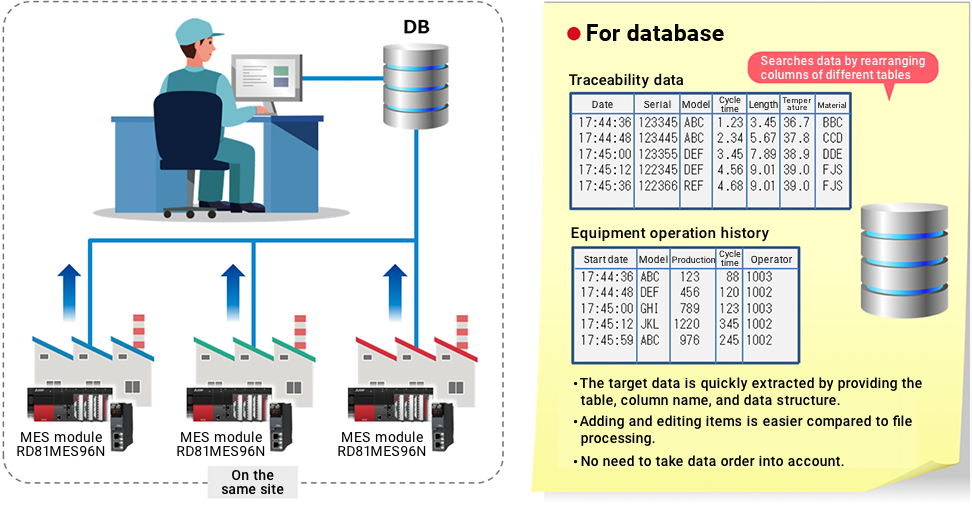 DB
MES module
RD81MES96N
MES module
RD81MES96N
MES module
RD81MES96N
On the
same site
For database
Searches data by rearranging
columns of different tables
Traceability data
Date Serial Model Cycle time Length Temper ature Material
17:44:36 123345 ABC 1.23 3.45 36.7 BBC
17:44:48 123445 ABC 2.34 5.67 37.8 CCD
17:45:00 123355 DEF 3.45 7.89 38.9 DDE
17:45:12 122345 DEF 4.56 9.01 39.0 FJS
17:45:36 122366 REF 4.68 9.01 39.0 FJS
Equipment operation history
Start date Model Production Cycle time Operator
17:44:36 ABC 123 88 1003
17:44:48 DEF 456 120 1002
17:45:00 GHI 789 123 1003
17:45:12 JKL 1220 345 1002
17:45:59 ABC 976 245 1002
・The target data is quickly extracted by providing the
table, column name, and data structure.
・Adding and editing items is easier compared to file
processing.
・No need to take data order into account.